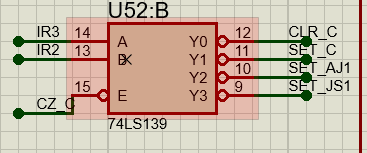 U52:B
IR3 14 A Y0 12 CLR_C
IR2 13 B Y1 11 SET_C
Y2 10 SET_AJ1
CZ_C 15 E Y3 9 SET_JS1
74LS139